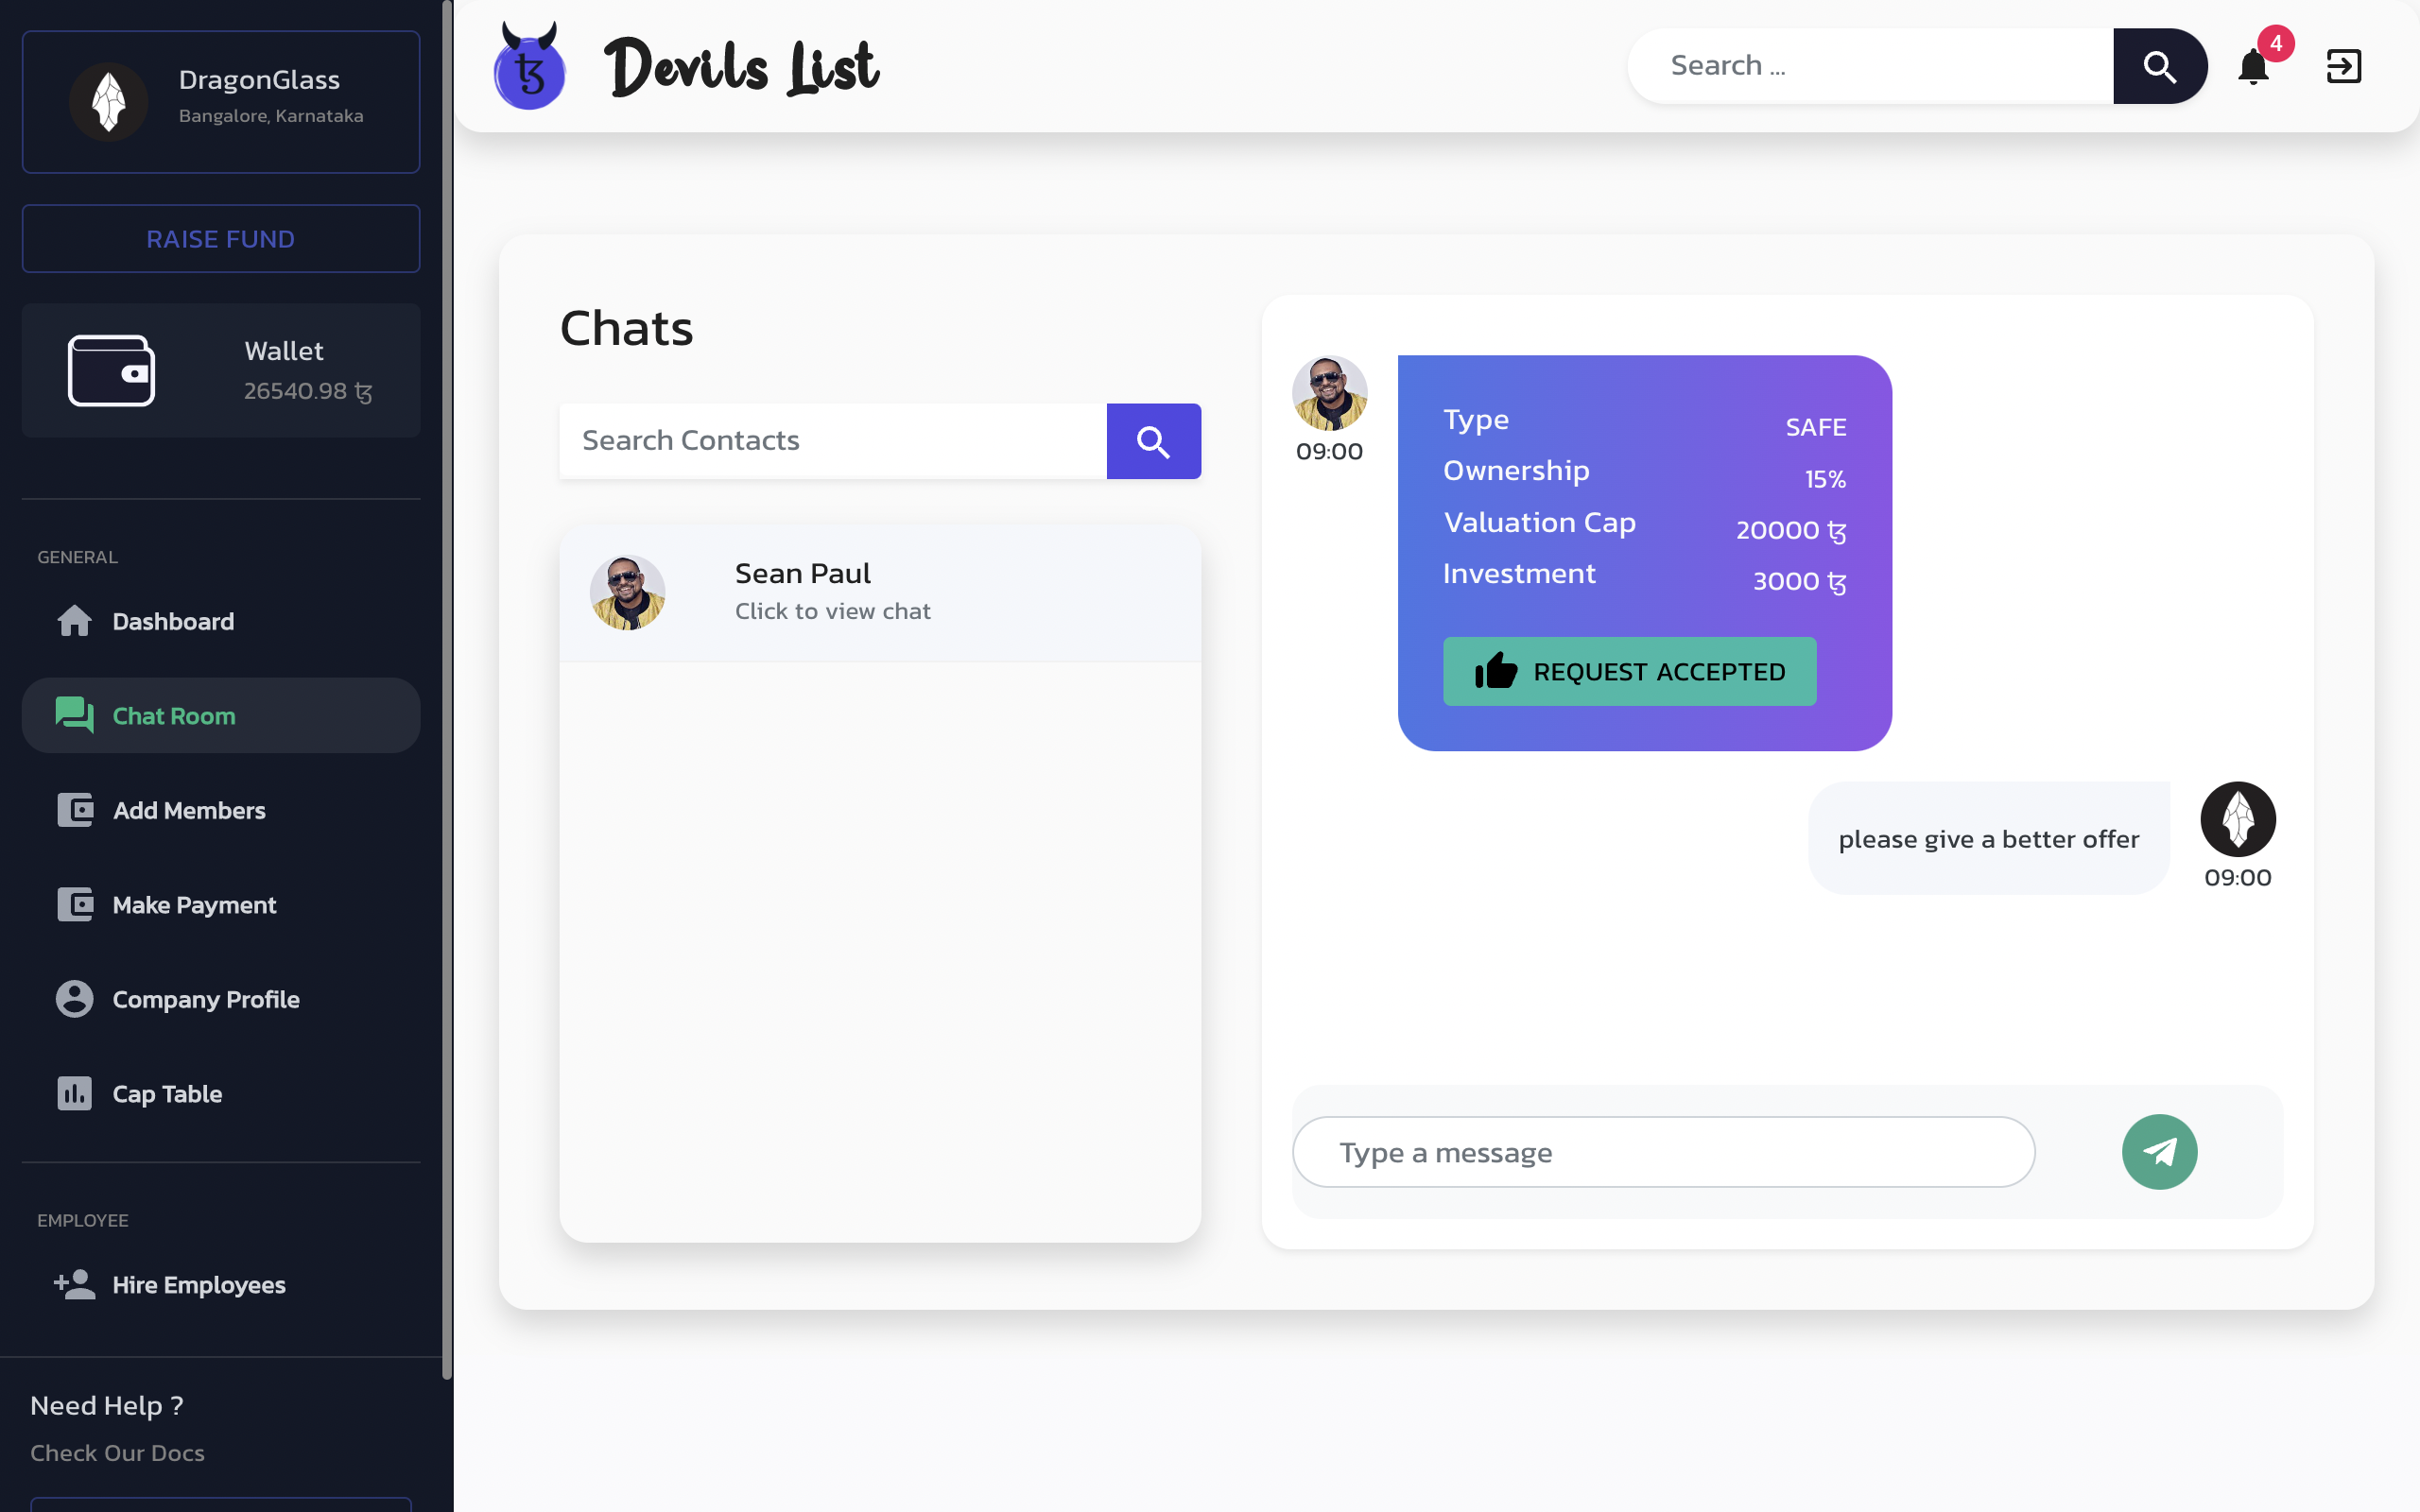 DragonGlass
Bangalore, Karnataka
RAISE FUND
Wallet
26540.98 ꜩ
GENERAL
Dashboard
Chat Room
Add Members
Make Payment
Company Profile
Cap Table
EMPLOYEE
Hire Employees
Need Help ?
Check Our Docs
ꜩ
Devils List
Search ...
4
Chats
Search Contacts
Sean Paul
Click to view chat
09:00
Type SAFE
Ownership 15%
Valuation Cap 20000 ꜩ
Investment 3000 ꜩ
REQUEST ACCEPTED
please give a better offer
09:00
Type a message